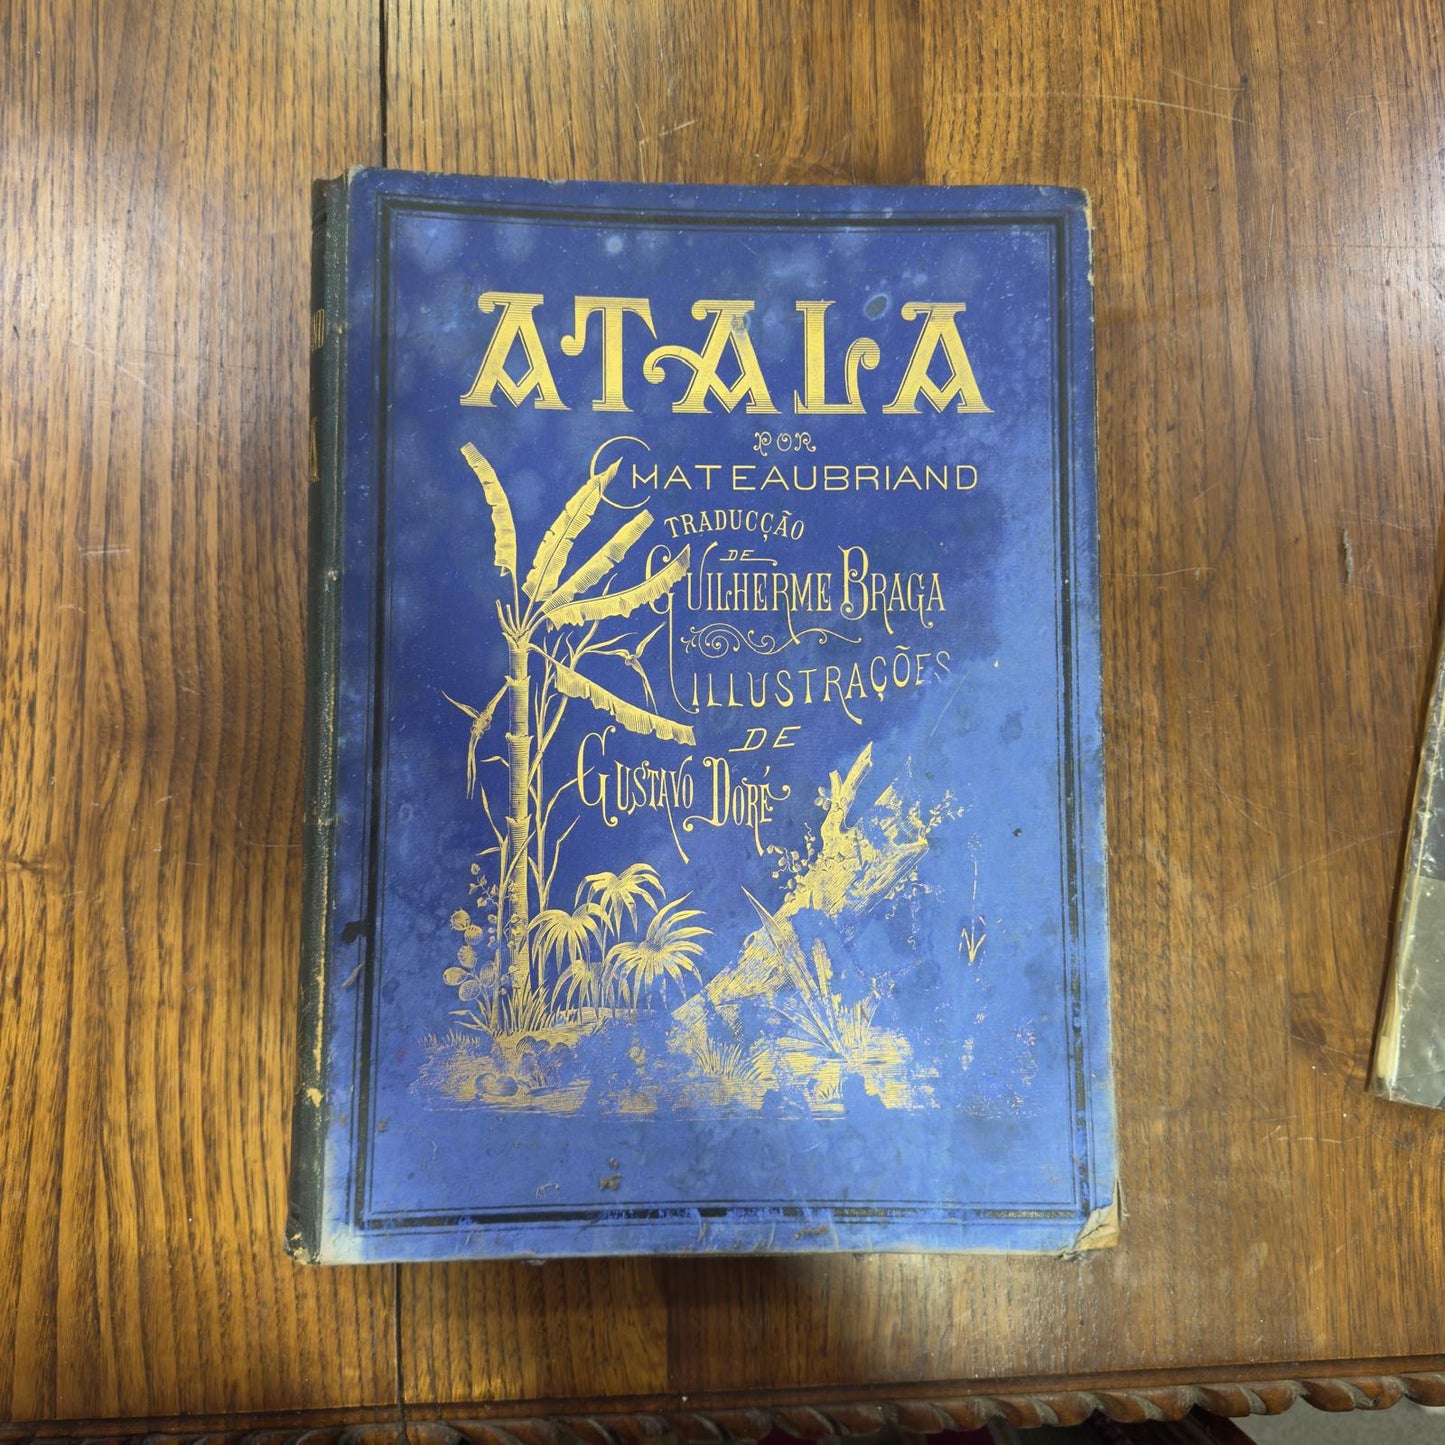 ATALA
POR
CHATEAUBRIAND
TRADUCÇÃO
DE
GUILHERME BRAGA
ILLUSTRAÇÕES
DE
GUSTAVO DORÉ